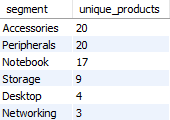 segment unique_products
Accessories 20
Peripherals 20
Notebook 17
Storage 9
Desktop 4
Networking 3